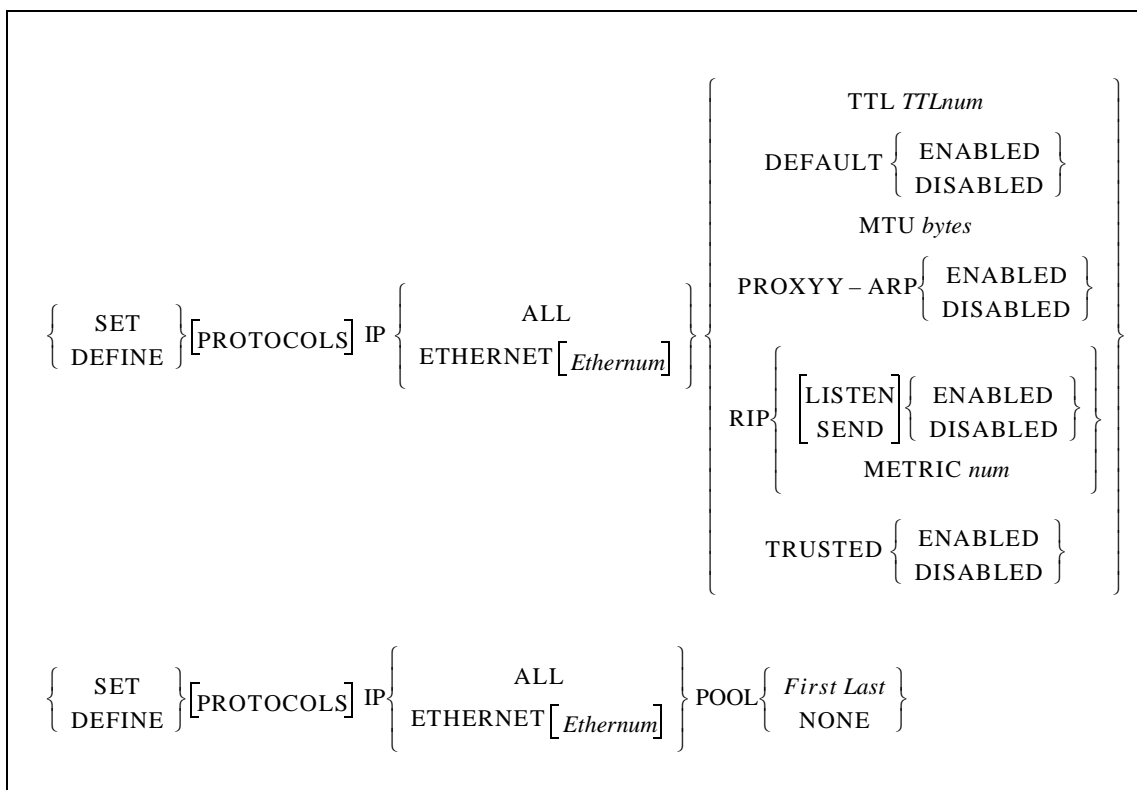 TTL TTLnum
DEFAULT { ENABLED
DISABLED }
MTU bytes
PROXYY – ARP { ENABLED
DISABLED }
{ SET
DEFINE } [PROTOCOLS] IP { ALL
ETHERNET [Ethernum] }
RIP { [LISTEN
SEND] { ENABLED
DISABLED }
METRIC num }
TRUSTED { ENABLED
DISABLED }
{ SET
DEFINE } [PROTOCOLS] IP { ALL
ETHERNET [Ethernum] } POOL { First Last
NONE }